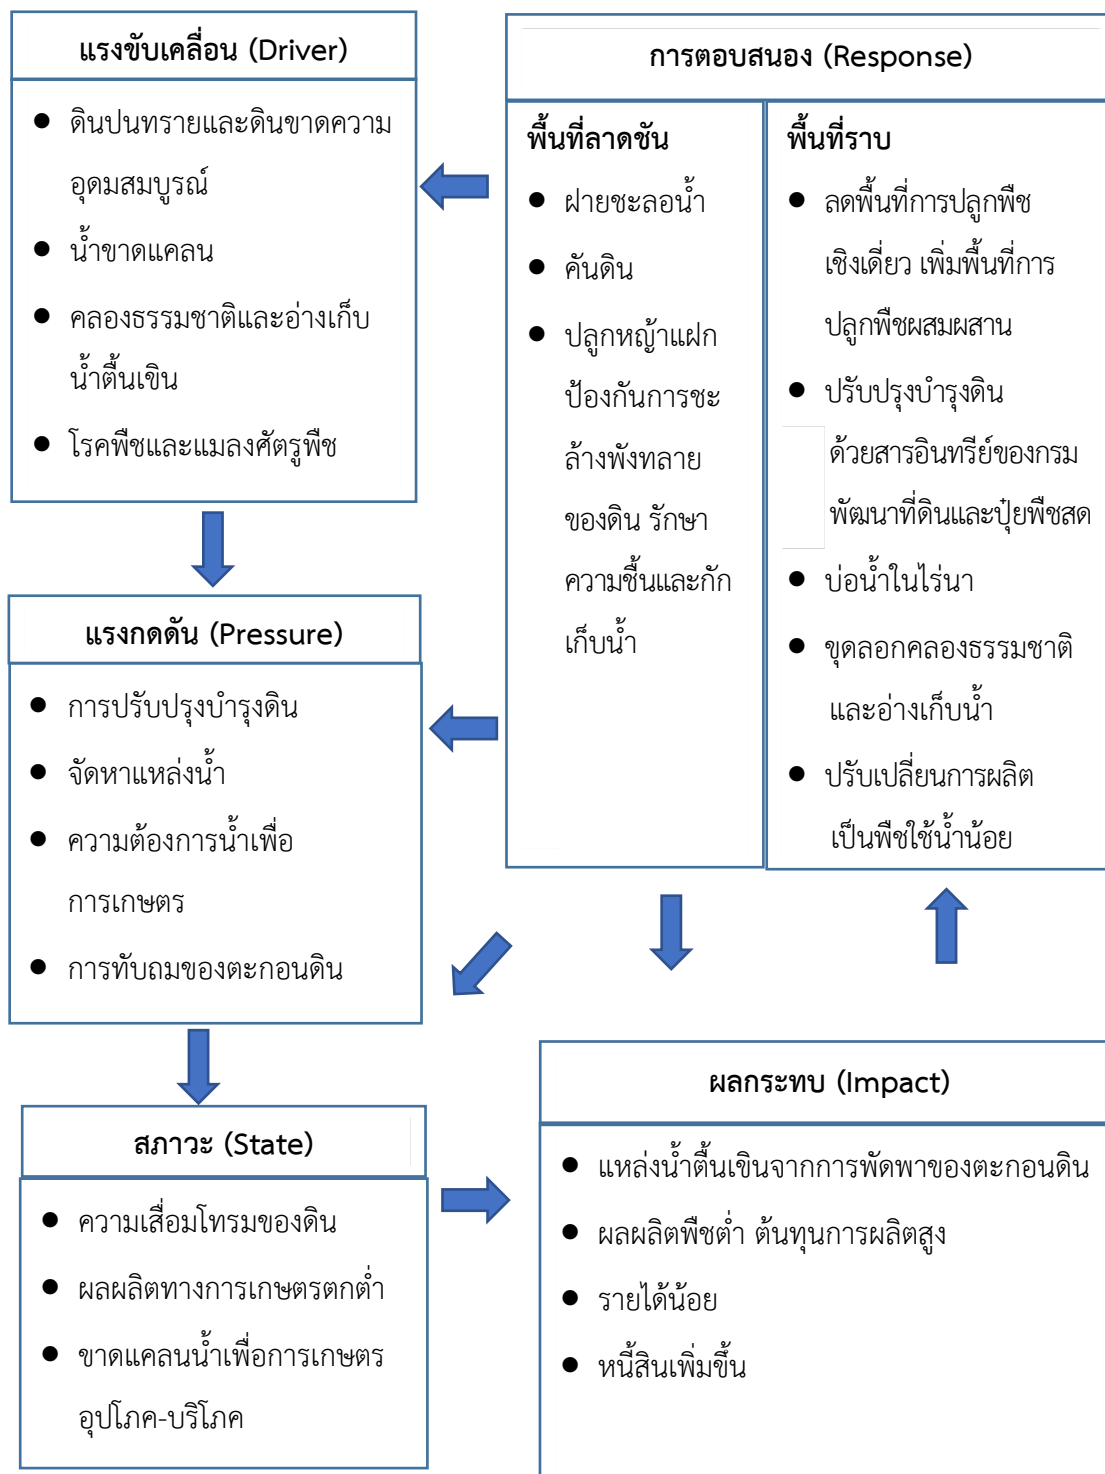 แรงขับเคลื่อน (Driver)
● ดินปนทรายและดินขาดความ
อุดมสมบูรณ์
● น้ำขาดแคลน
● คลองธรรมชาติและอ่างเก็บ
น้ำตื้นเขิน
● โรคพืชและแมลงศัตรูพืช
แรงกดดัน (Pressure)
● การปรับปรุงบำรุงดิน
● จัดหาแหล่งน้ำ
● ความต้องการน้ำเพื่อ
การเกษตร
● การทับถมของตะกอนดิน
สภาวะ (State)
● ความเสื่อมโทรมของดิน
● ผลผลิตทางการเกษตรตกต่ำ
● ขาดแคลนน้ำเพื่อการเกษตร
อุปโภค-บริโภค
การตอบสนอง (Response)
พื้นที่ลาดชัน
● ฝายชะลอน้ำ
● คันดิน
● ปลูกหญ้าแฝก
ป้องกันการชะ
ล้างพังทลาย
ของดิน รักษา
ความชื้นและกัก
เก็บน้ำ
พื้นที่ราบ
● ลดพื้นที่การปลูกพืช
เชิงเดี่ยว เพิ่มพื้นที่การ
ปลูกพืชผสมผสาน
● ปรับปรุงบำรุงดิน
ด้วยสารอินทรีย์ของกรม
พัฒนาที่ดินและปุ๋ยพืชสด
● บ่อน้ำในไร่นา
● ขุดลอกคลองธรรมชาติ
และอ่างเก็บน้ำ
● ปรับเปลี่ยนการผลิต
เป็นพืชใช้น้ำน้อย
ผลกระทบ (Impact)
● แหล่งน้ำตื้นเขินจากการพัดพาของตะกอนดิน
● ผลผลิตพืชต่ำ ต้นทุนการผลิตสูง
● รายได้น้อย
● หนี้สินเพิ่มขึ้น